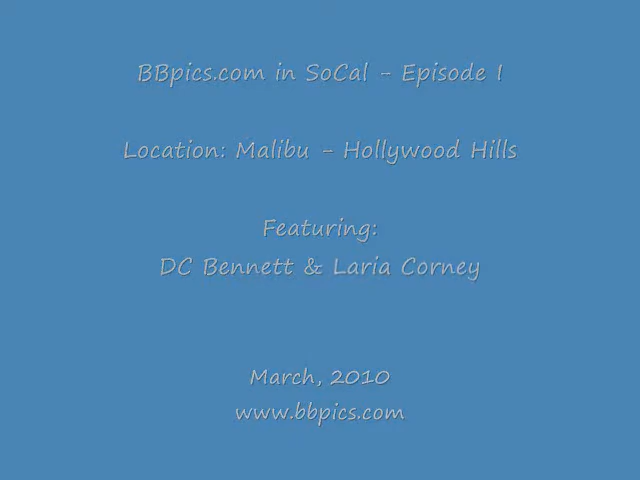 BBpics.com in SoCal - Episode I
Location: Malibu - Hollywood Hills
Featuring:
DC Bennett & Laria Corney
March, 2010
www.bbpics.com